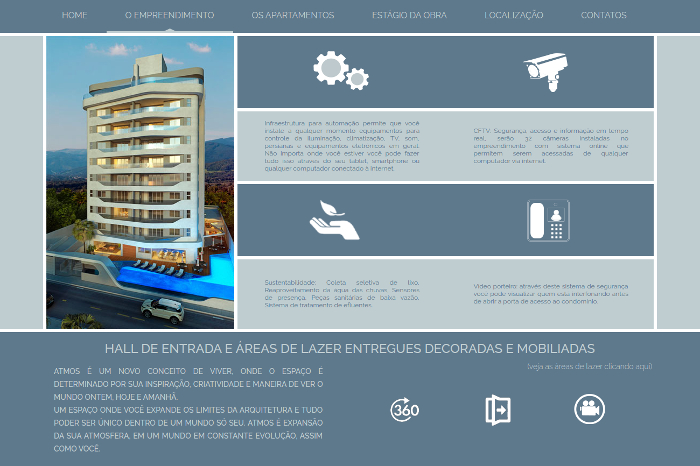 HOME
O EMPREENDIMENTO
OS APARTAMENTOS
ESTÁGIO DA OBRA
LOCALIZAÇÃO
CONTATOS
Infraestrutura para automação permite que você
instale a qualquer momento equipamentos para
controle da iluminação, climatização, TV, som,
persianas e equipamentos eletrônicos em geral.
Não importa onde você estiver você pode fazer
tudo isso através do seu tablet, smartphone ou
qualquer computador conectado à internet.
CFTV: Segurança, acesso e informação em tempo
real, serão 32 câmeras instaladas no
empreendimento com sistema online que
permitem serem acessadas de qualquer
computador via internet.
Sustentabilidade: Coleta seletiva de lixo,
Reaproveitamento da água das chuvas, Sensores
de presença, Peças sanitárias de baixa vazão,
Sistema de tratamento de efluentes.
Vídeo porteiro: através deste sistema de segurança
você pode visualizar quem está interfonando antes
de abrir a porta de acesso ao condomínio.
HALL DE ENTRADA E ÁREAS DE LAZER ENTREGUES DECORADAS E MOBILIADAS
(veja as áreas de lazer clicando aqui)
ATMOS É UM NOVO CONCEITO DE VIVER, ONDE O ESPAÇO É
DETERMINADO POR SUA INSPIRAÇÃO, CRIATIVIDADE E MANEIRA DE VER O
MUNDO ONTEM, HOJE E AMANHÃ.
UM ESPAÇO ONDE VOCÊ EXPANDE OS LIMITES DA ARQUITETURA E TUDO
PODER SER ÚNICO DENTRO DE UM MUNDO SÓ SEU. ATMOS É EXPANSÃO
DA SUA ATMOSFERA, EM UM MUNDO EM CONSTANTE EVOLUÇÃO, ASSIM
COMO VOCÊ.
360